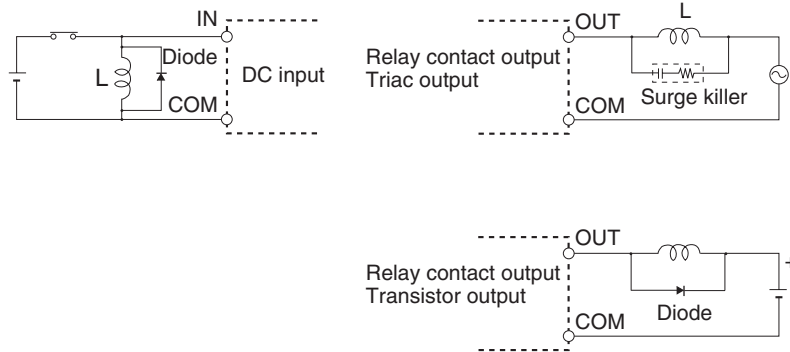 IN
Diode
L
DC input
COM
OUT
L
Relay contact output
Triac output
COM
Surge killer
OUT
Relay contact output
Transistor output
Diode
COM
+